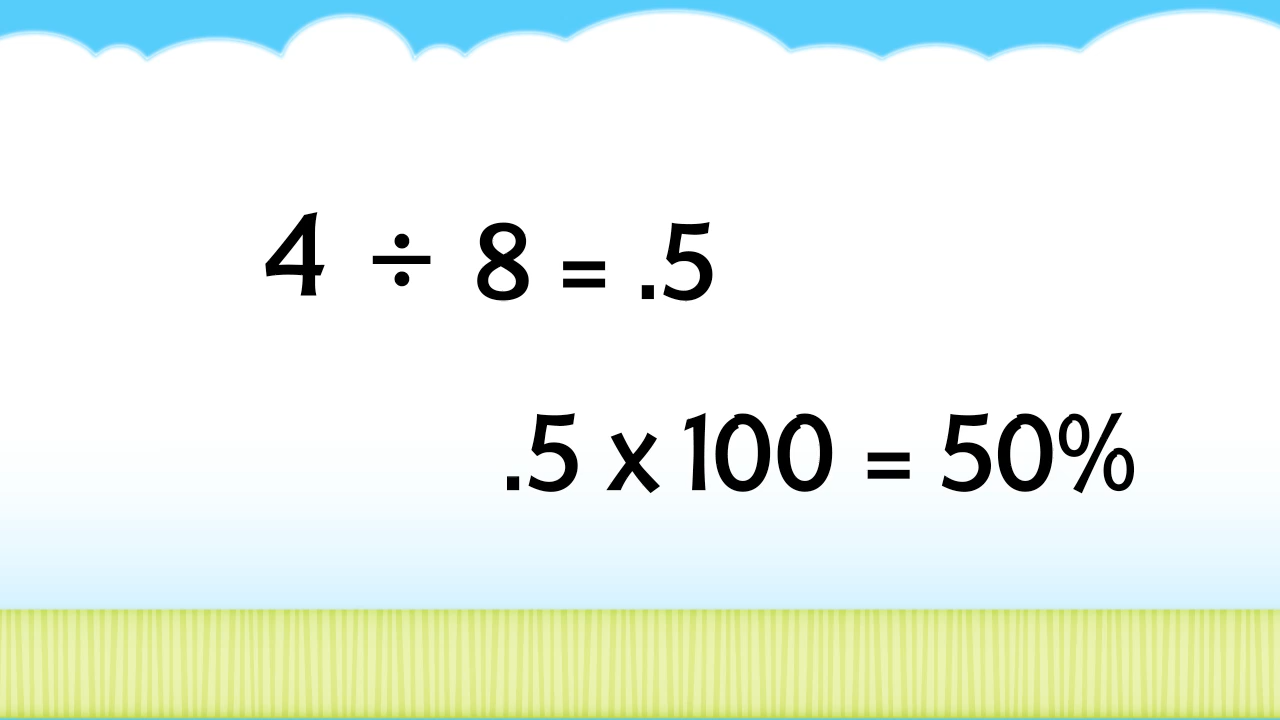 4 ÷ 8 = .5
.5 x 100 = 50%